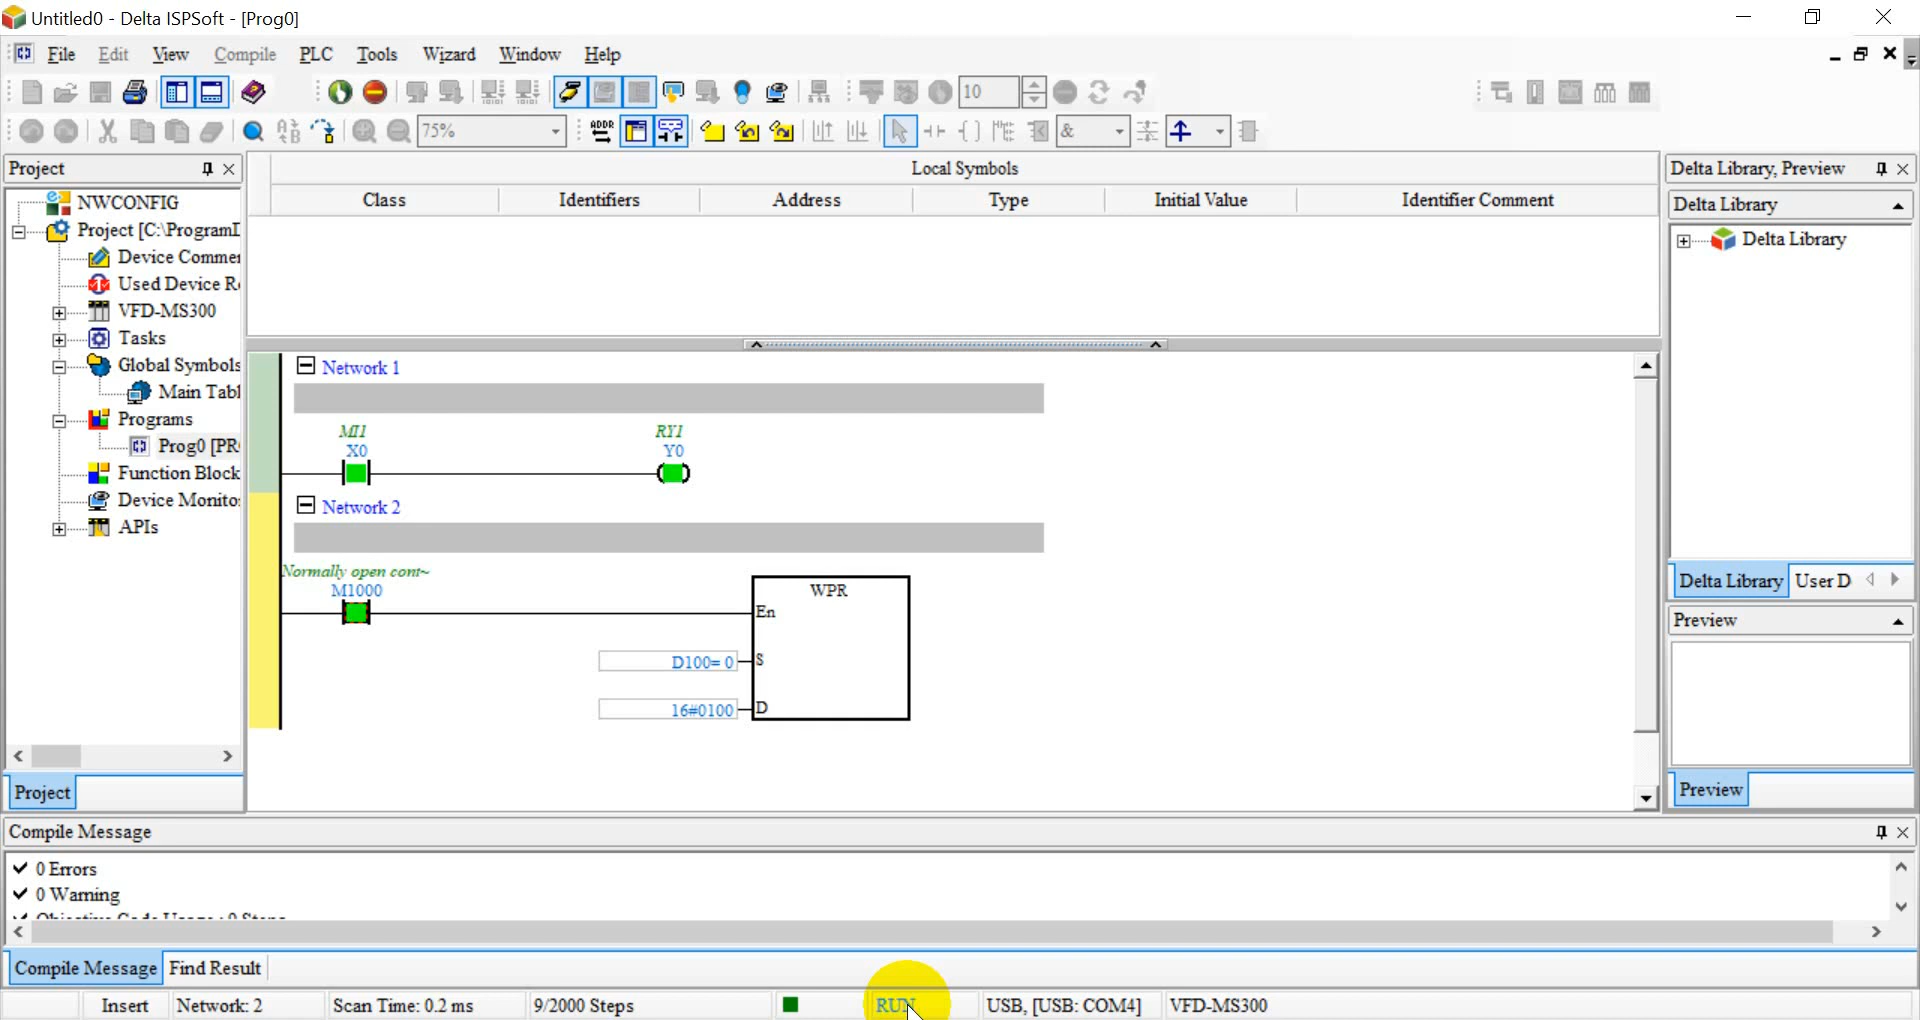 Untitled0 - Delta ISPSoft - [Prog0]
File Edit View Compile PLC Tools Wizard Window Help
10
75%
ADDR
&
Project
NWCONFIG
Project [C:\Program
Device Comme
Used Device R
VFD-MS300
Tasks
Global Symbols
Main Tabl
Programs
Prog0 [PR
Function Block
Device Monito
APIs
Project
Local Symbols
Class Identifiers Address Type Initial Value Identifier Comment
Network 1
MI1 RY1
X0 Y0
Network 2
Normally open cont~
M1000
WPR
En
D100= 0 S
16#0100 D
Delta Library, Preview
Delta Library
Delta Library
Delta Library User D
Preview
Preview
Compile Message
0 Errors
0 Warning
Compile Message Find Result
Insert Network: 2 Scan Time: 0.2 ms 9/2000 Steps RUN USB, [USB: COM4] VFD-MS300